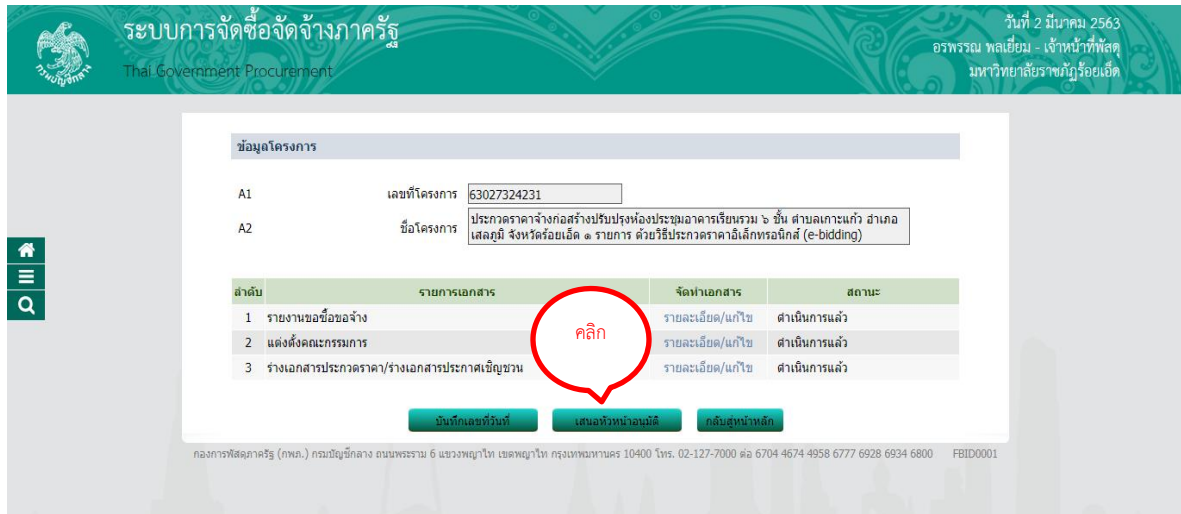 ระบบการจัดซื้อจัดจ้างภาครัฐ
Thai Government Procurement
วันที่ 2 มีนาคม 2563
อรพรรณ พลเยี่ยม - เจ้าหน้าที่พัสดุ
มหาวิทยาลัยราชภัฏร้อยเอ็ด
กรมบัญชีกลาง
ข้อมูลโครงการ
A1 เลขที่โครงการ 63027324231
A2 ชื่อโครงการ ประกวดราคาจ้างก่อสร้างปรับปรุงห้องประชุมอาคารเรียนรวม ๖ ชั้น ตำบลเกาะแก้ว อำเภอ
เสลภูมิ จังหวัดร้อยเอ็ด ๑ รายการ ด้วยวิธีประกวดราคาอิเล็กทรอนิกส์ (e-bidding)
ลำดับ รายการเอกสาร จัดทำเอกสาร สถานะ
1 รายงานขอซื้อขอจ้าง รายละเอียด/แก้ไข ดำเนินการแล้ว
2 แต่งตั้งคณะกรรมการ รายละเอียด/แก้ไข ดำเนินการแล้ว
3 ร่างเอกสารประกวดราคา/ร่างเอกสารประกาศเชิญชวน รายละเอียด/แก้ไข ดำเนินการแล้ว
คลิก
บันทึกเลขที่วันที่ เสนอหัวหน้าอนุมัติ กลับสู่หน้าหลัก
กองการพัสดุภาครัฐ (กพภ.) กรมบัญชีกลาง ถนนพระราม 6 แขวงพญาไท เขตพญาไท กรุงเทพมหานคร 10400 โทร. 02-127-7000 ต่อ 6704 4674 4958 6777 6928 6934 6800 FBID0001